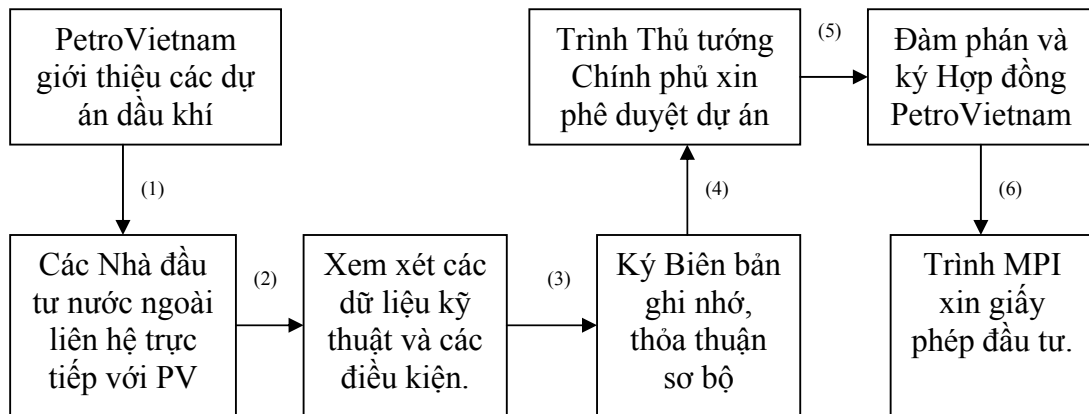 PetroVietnam
giới thiệu các dự
án dầu khí
(1)
Các Nhà đầu
tư nước ngoài
liên hệ trực
tiếp với PV
(2)
Xem xét các
dữ liệu kỹ
thuật và các
điều kiện.
(3)
Ký Biên bản
ghi nhớ,
thỏa thuận
sơ bộ
(4)
Trình Thủ tướng
Chính phủ xin
phê duyệt dự án
(5)
Đàm phán và
ký Hợp đồng
PetroVietnam
(6)
Trình MPI
xin giấy
phép đầu tư.